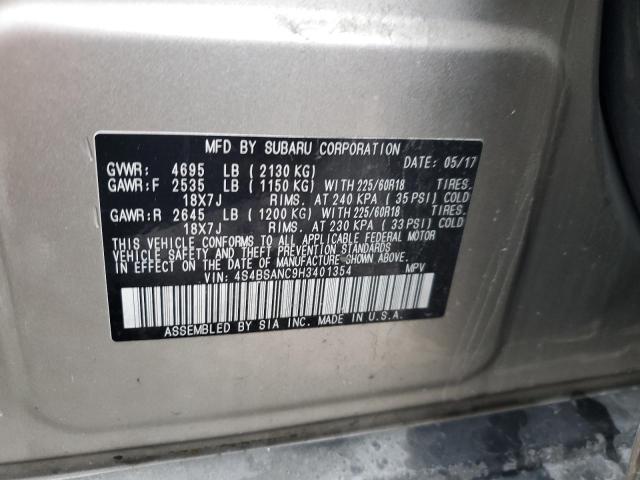 MFD BY SUBARU CORPORATION
GVWR: 4695 LB (2130 KG) DATE: 05/17
GAWR:F 2535 LB (1150 KG) WITH 225/60R18 TIRES.
18X7J RIMS. AT 240 KPA (35 PSI) COLD
GAWR:R 2645 LB (1200 KG) WITH 225/60R18 TIRES.
18X7J RIMS. AT 230 KPA (33 PSI) COLD
THIS VEHICLE CONFORMS TO ALL APPLICABLE FEDERAL MOTOR
VEHICLE SAFETY AND THEFT PREVENTION STANDARDS
IN EFFECT ON THE DATE OF MANUFACTURE SHOWN ABOVE.
VIN: 4S4BSANC9H3401354 MPV
ASSEMBLED BY SIA INC. MADE IN U.S.A.